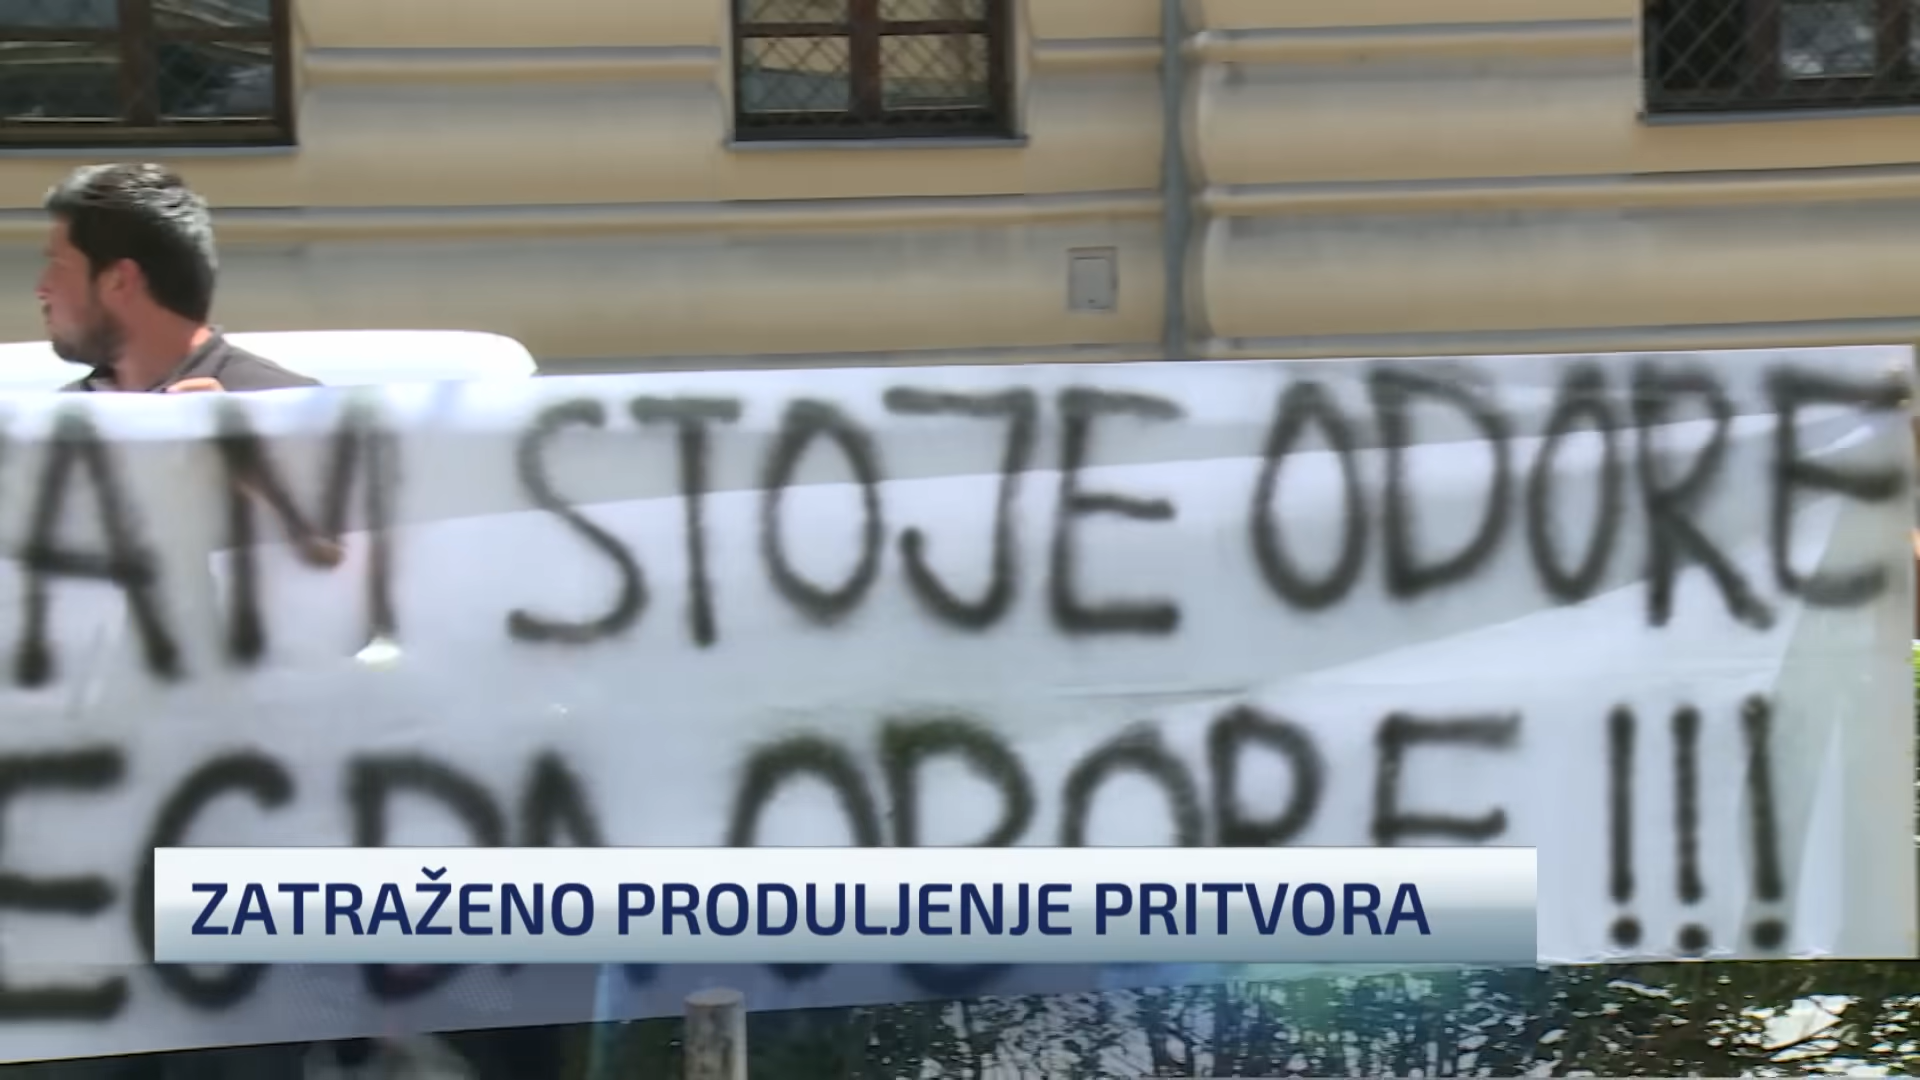 AM STOJE ODORE
ODORE!!!
ZATRAŽENO PRODULJENJE PRITVORA